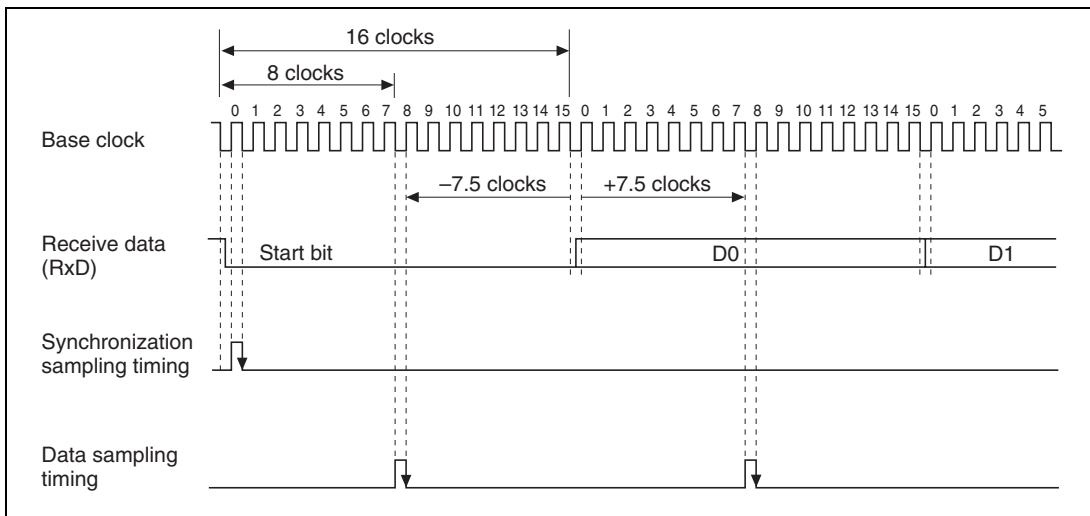 16 clocks
8 clocks
0 1 2 3 4 5 6 7 8 9 10 11 12 13 14 15 0 1 2 3 4 5 6 7 8 9 10 11 12 13 14 15 0 1 2 3 4 5
Base clock
–7.5 clocks +7.5 clocks
Receive data
(RxD)
Start bit D0 D1
Synchronization
sampling timing
Data sampling
timing